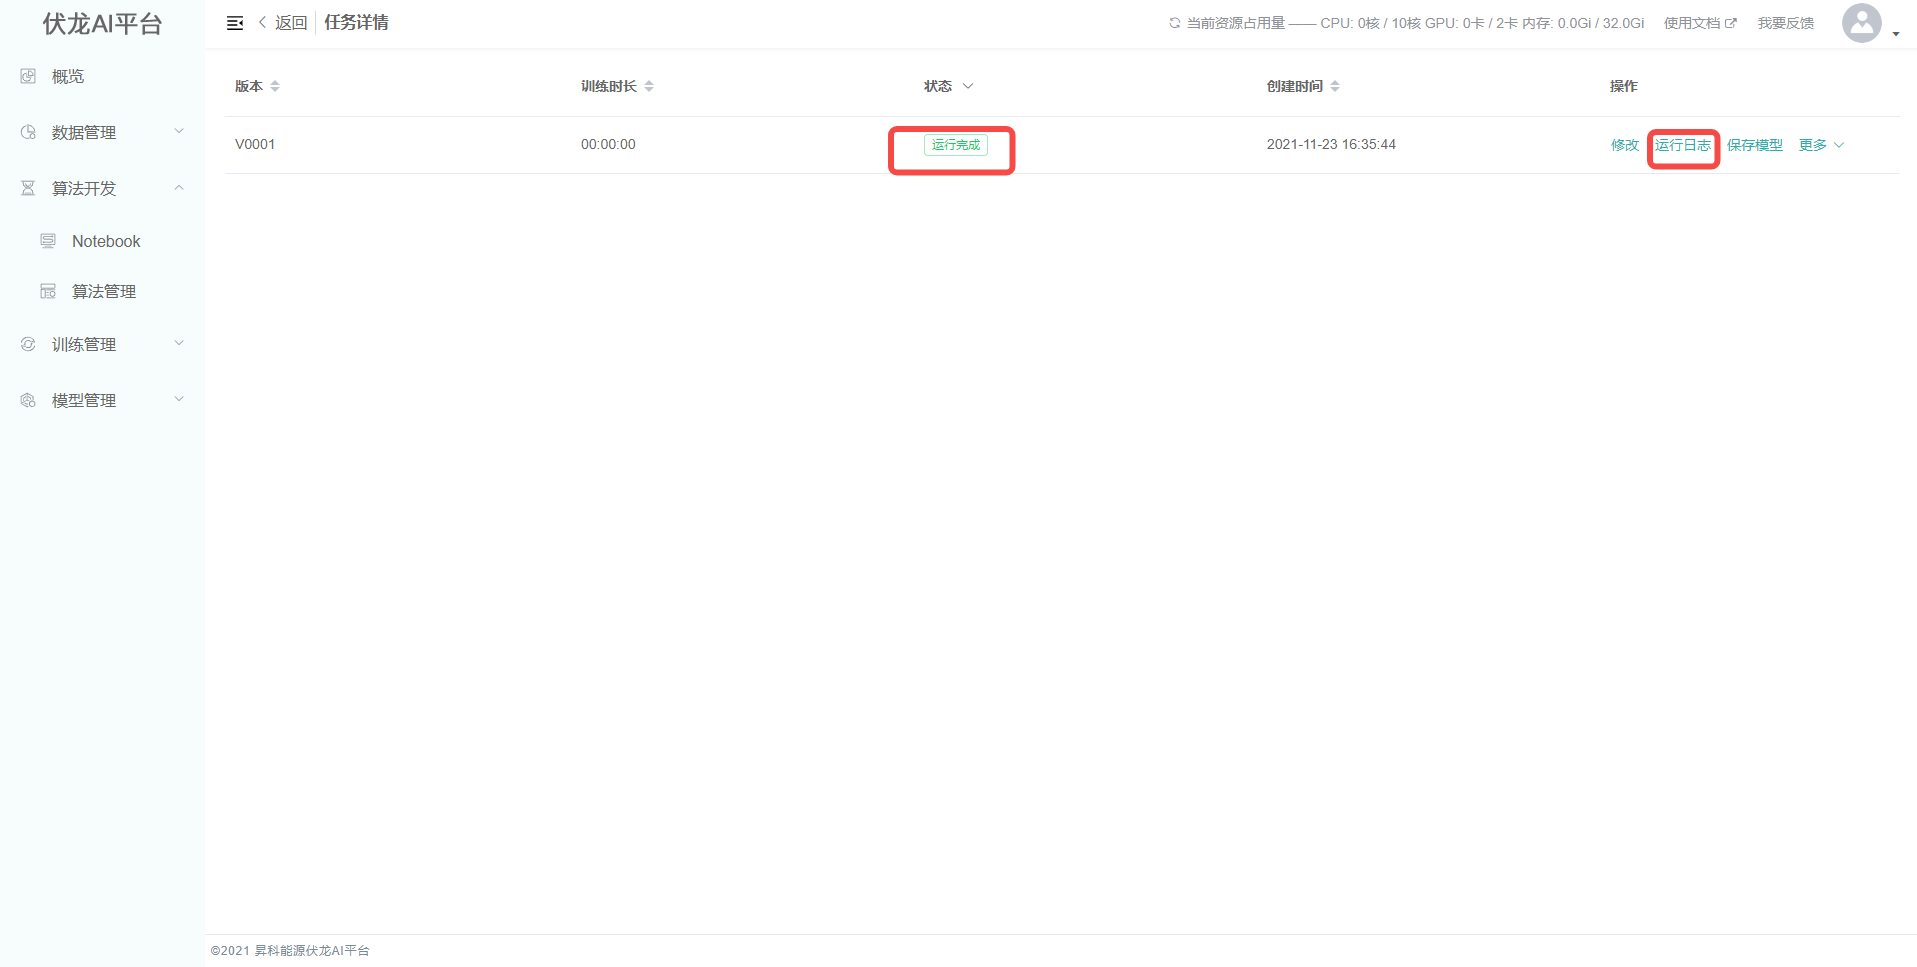 伏龙AI平台
返回 任务详情
当前资源占用量 —— CPU: 0核 / 10核 GPU: 0卡 / 2卡 内存: 0.0Gi / 32.0Gi 使用文档 我要反馈
概览
数据管理
算法开发
Notebook
算法管理
训练管理
模型管理
版本 训练时长 状态 创建时间 操作
V0001 00:00:00 运行完成 2021-11-23 16:35:44 修改 运行日志 保存模型 更多
©2021 昇科能源伏龙AI平台